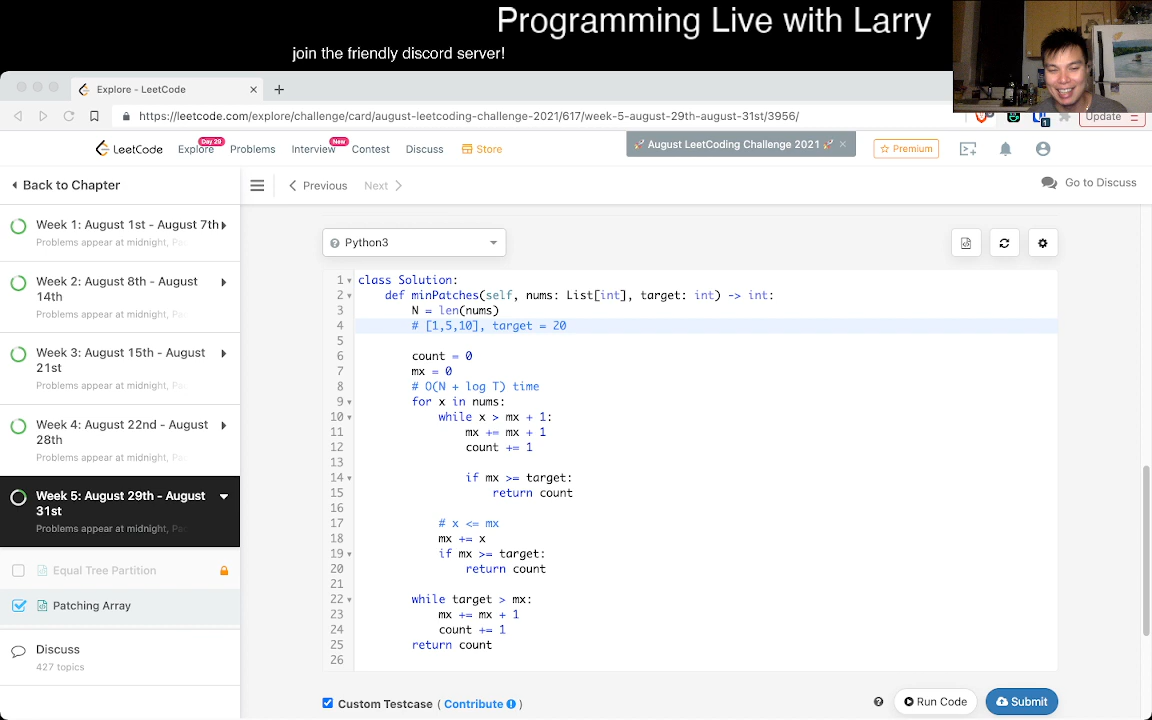 Programming Live with Larry
join the friendly discord server!
Explore - LeetCode
https://leetcode.com/explore/challenge/card/august-leetcoding-challenge-2021/617/week-5-august-29th-august-31st/3956/
Update
LeetCode
Explore
Day 29
Problems
Interview
New
Contest
Discuss
Store
August LeetCoding Challenge 2021
Premium
Back to Chapter
Previous
Next
Go to Discuss
Week 1: August 1st - August 7th
Problems appear at midnight, Pa
Week 2: August 8th - August
14th
Problems appear at midnight, Pa
Week 3: August 15th - August
21st
Problems appear at midnight, Pa
Week 4: August 22nd - August
28th
Problems appear at midnight, Pa
Week 5: August 29th - August
31st
Problems appear at midnight, Pa
Equal Tree Partition
Patching Array
Discuss
427 topics
Python3
1 class Solution:
2 def minPatches(self, nums: List[int], target: int) -> int:
3 N = len(nums)
4 # [1,5,10], target = 20
5
6 count = 0
7 mx = 0
8 # O(N + log T) time
9 for x in nums:
10 while x > mx + 1:
11 mx += mx + 1
12 count += 1
13
14 if mx >= target:
15 return count
16
17 # x <= mx
18 mx += x
19 if mx >= target:
20 return count
21
22 while target > mx:
23 mx += mx + 1
24 count += 1
25 return count
26
Custom Testcase ( Contribute )
Run Code
Submit